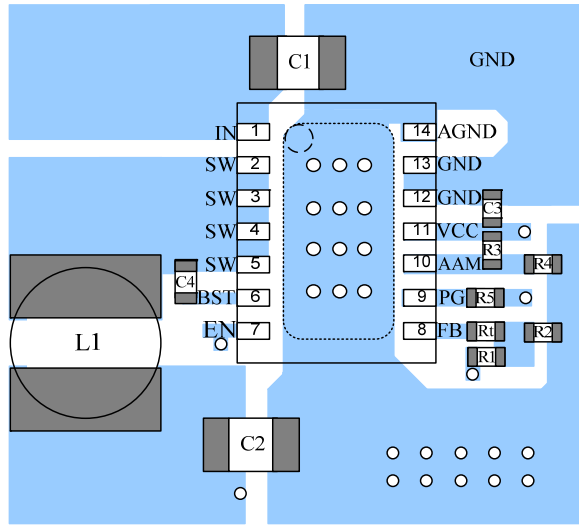 C1
GND
IN 1 14 AGND
SW 2 13 GND
SW 3 12 GND
C3
SW 4 11 VCC
R3
SW 5 10 AAM
R4
C4
BST 6 9 PG R5
EN 7 8 FB Rt
R2
L1
R1
C2